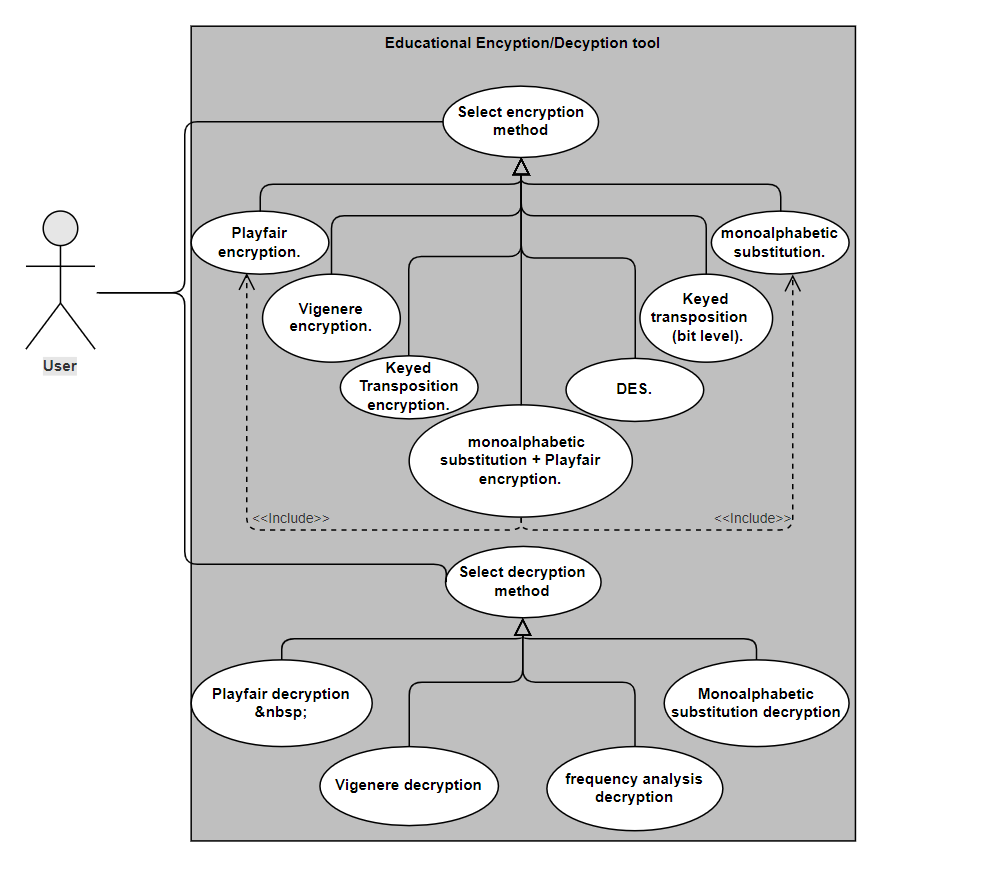 Educational Encyption/Decyption tool
Select encryption
method
Playfair
encryption.
monoalphabetic
substitution.
Vigenere
encryption.
Keyed
transposition
(bit level).
Keyed
Transposition
encryption.
DES.
monoalphabetic
substitution + Playfair
encryption.
User
<<Include>>
<<Include>>
Select decryption
method
Playfair decryption
&nbsp;
Monoalphabetic
substitution decryption
Vigenere decryption
frequency analysis
decryption